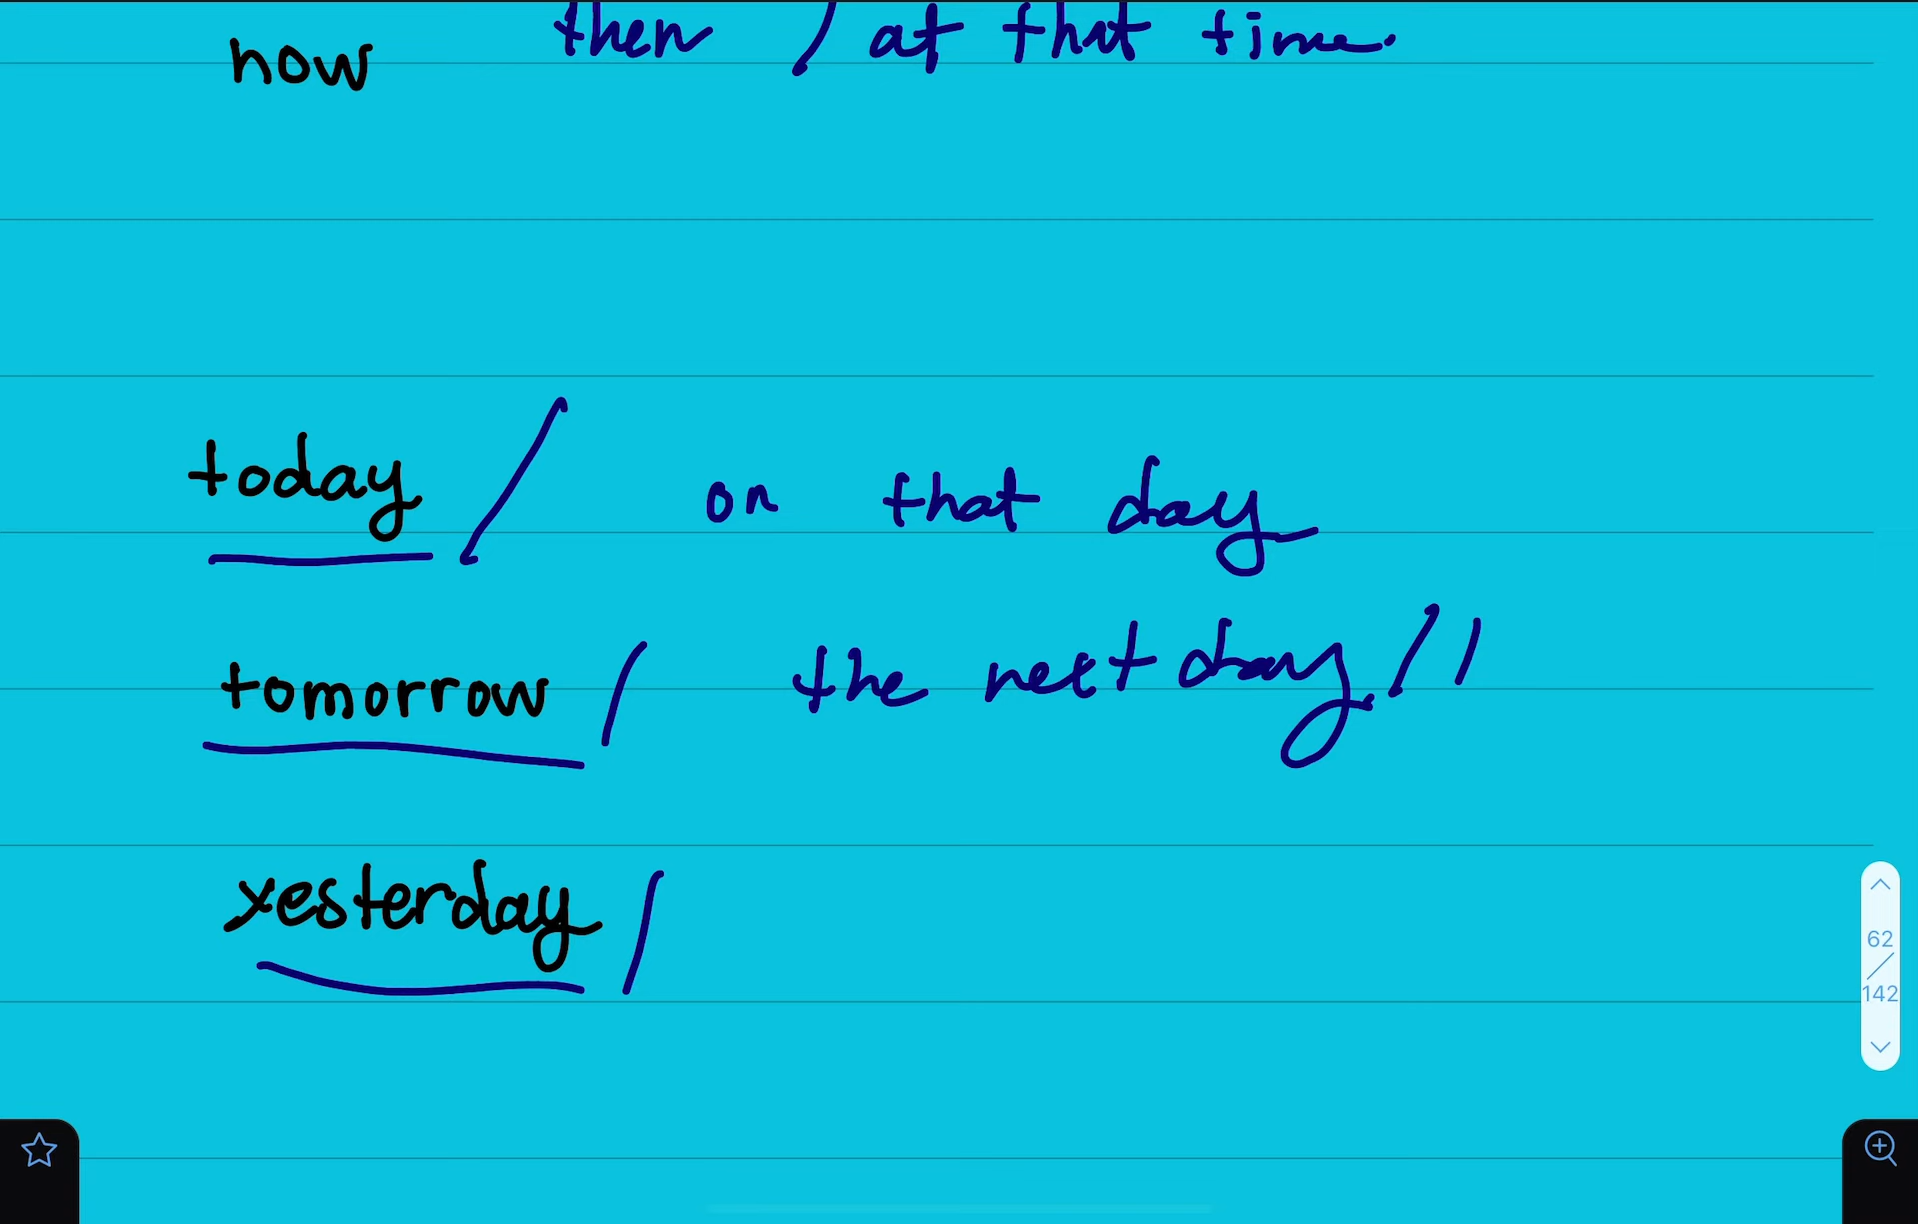 now then / at that time.
today / on that day
tomorrow / the next day. //
yesterday /
62
/
142